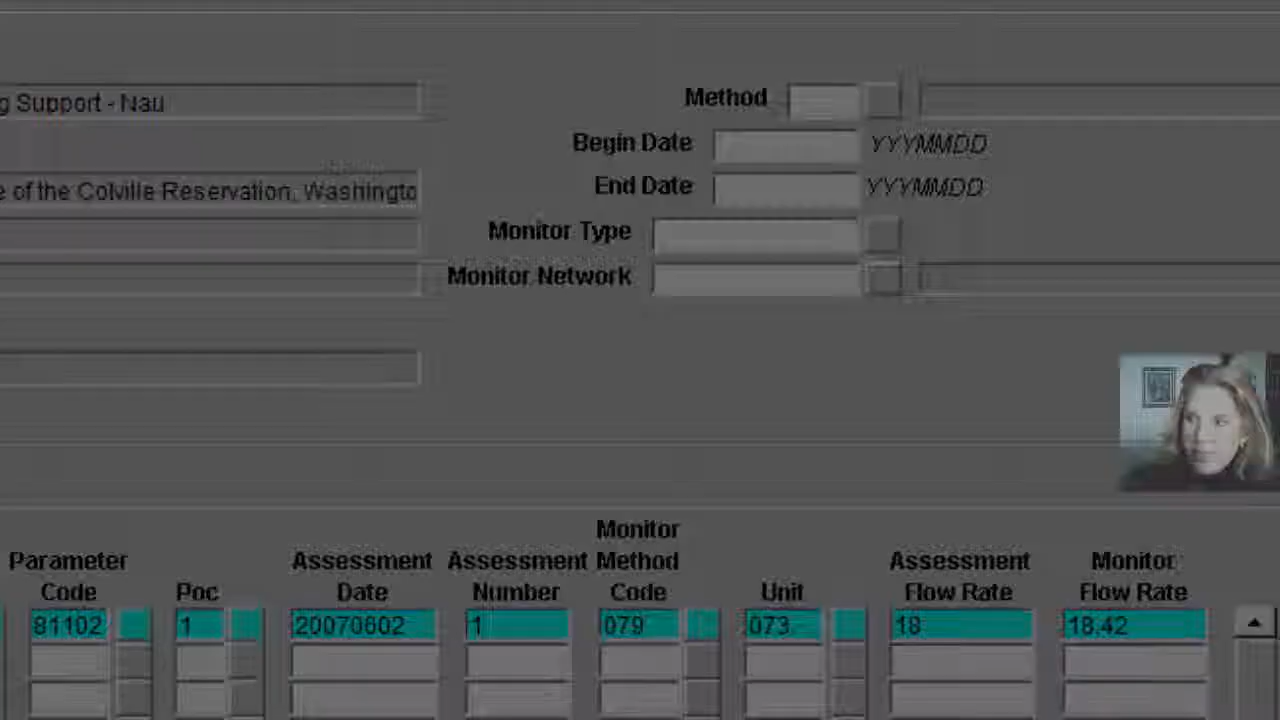 g Support - Nau
Method
Begin Date YYYMMDD
e of the Colville Reservation, Washingto
End Date YYYMMDD
Monitor Type
Monitor Network
Parameter Code
Poc
Assessment Date
Assessment Number
Monitor Method Code
Unit
Assessment Flow Rate
Monitor Flow Rate
81102 1 20070602 1 079 073 18 18.42